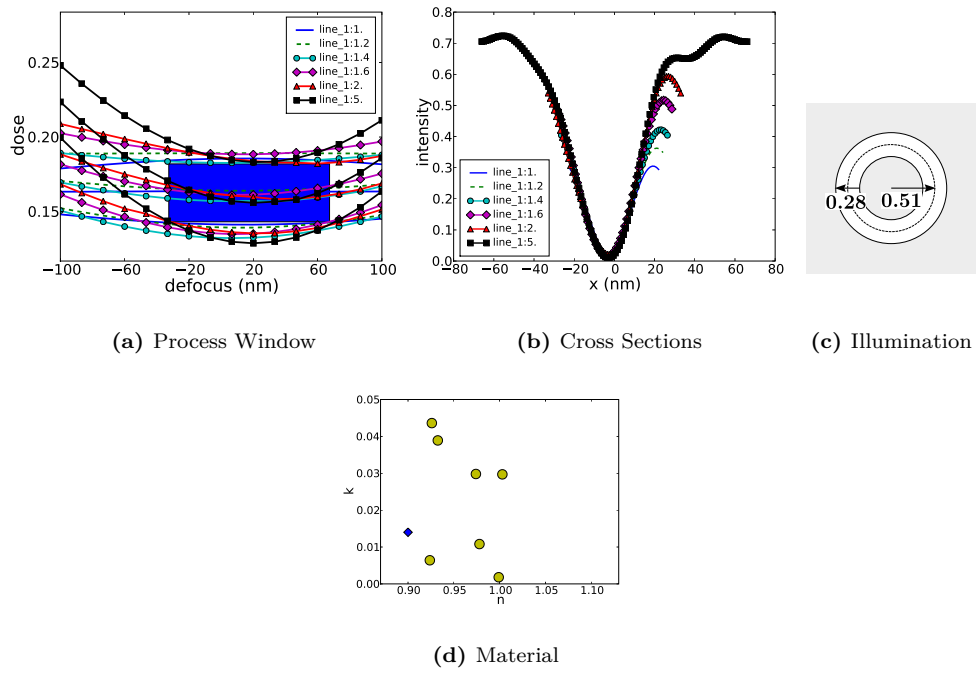 0.25
0.20
0.15
dose
−100
−60
−20
20
60
100
defocus (nm)
line_1:1.
line_1:1.2
line_1:1.4
line_1:1.6
line_1:2.
line_1:5.
(a) Process Window
0.8
0.7
0.6
0.5
0.4
0.3
0.2
0.1
0.0
intensity
−80
−60
−40
−20
0
20
40
60
80
x (nm)
line_1:1.
line_1:1.2
line_1:1.4
line_1:1.6
line_1:2.
line_1:5.
(b) Cross Sections
0.28
0.51
(c) Illumination
0.05
0.04
0.03
0.02
0.01
0.00
k
0.90
0.95
1.00
1.05
1.10
n
(d) Material